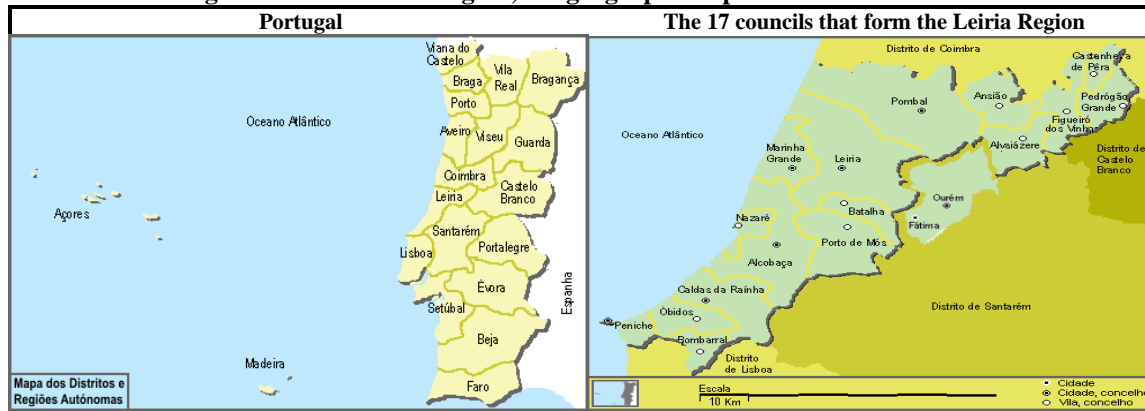 Portugal
The 17 councils that form the Leiria Region
Viana do
Castelo
Braga
Vila
Real
Bragança
Porto
Oceano Atlântico
Aveiro
Viseu
Guarda
Coimbra
Castelo
Branco
Leiria
Açores
Santarém
Lisboa
Portalegre
Évora
Espanha
Setúbal
Beja
Madeira
Faro
Mapa dos Distritos e
Regiões Autónomas
Distrito de Coimbra
Castanheira
de Pêra
Pombal
Ansião
Pedrógão
Grande
Figueiró
dos Vinhos
Oceano Atlântico
Alvaiázere
Marinha
Grande
Leiria
Distrito de
Castelo
Branco
Ourém
Batalha
Nazaré
Fátima
Porto de Mós
Alcobaça
Caldas da Raínha
Óbidos
Distrito de Santarém
Peniche
Bombarral
Distrito
de Lisboa
Escala
10 Km
Cidade
Cidade, concelho
Vila, concelho